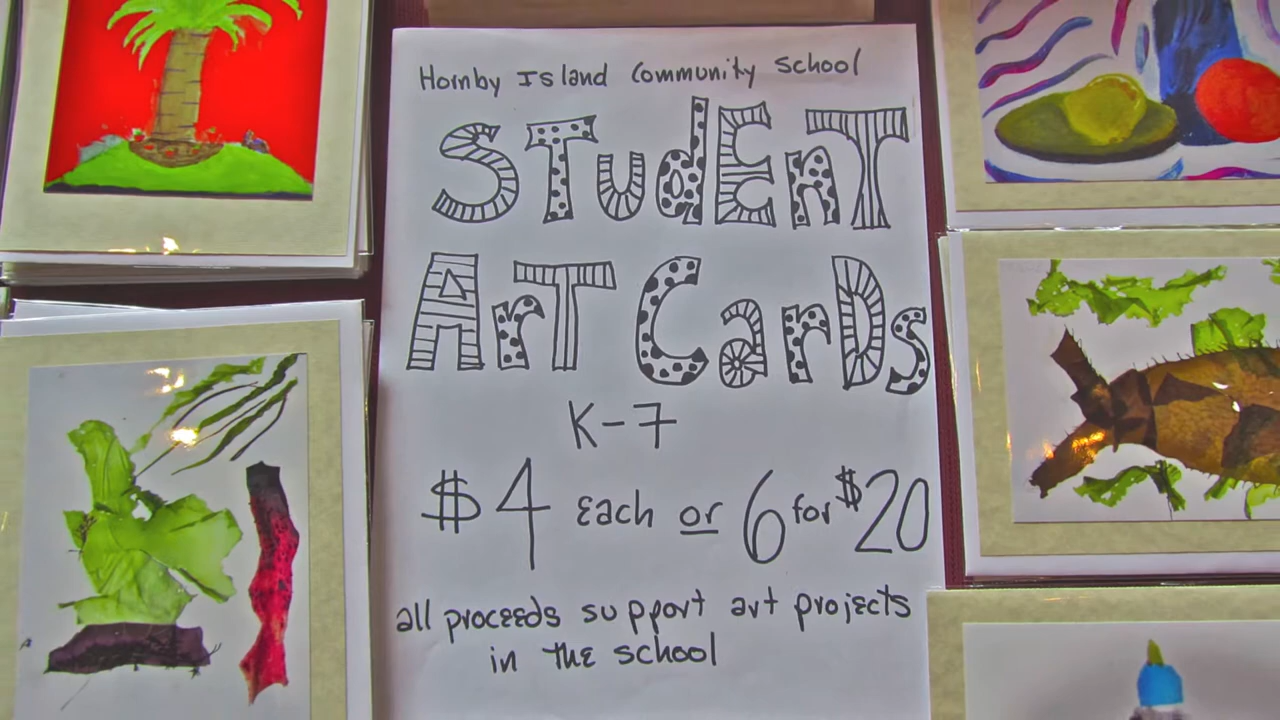 Hornby Island Community School
STudENT
ArT CarDs
K-7
$4 each or 6 for $20
all proceeds support art projects
in the school